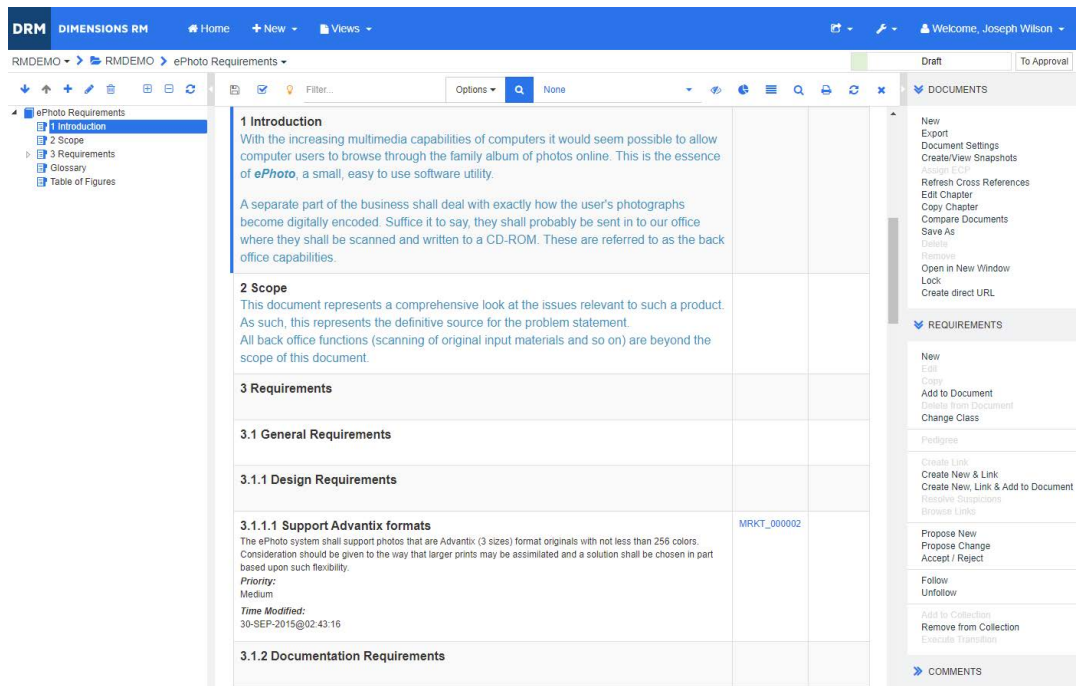 DRM DIMENSIONS RM Home New Views Welcome, Joseph Wilson
RMDEMO RMDEMO ePhoto Requirements Draft To Approval
Filter... Options None
ePhoto Requirements
1 Introduction
2 Scope
3 Requirements
Glossary
Table of Figures
1 Introduction
With the increasing multimedia capabilities of computers it would seem possible to allow
computer users to browse through the family album of photos online. This is the essence
of ePhoto, a small, easy to use software utility.
A separate part of the business shall deal with exactly how the user's photographs
become digitally encoded. Suffice it to say, they shall probably be sent in to our office
where they shall be scanned and written to a CD-ROM. These are referred to as the back
office capabilities.
2 Scope
This document represents a comprehensive look at the issues relevant to such a product.
As such, this represents the definitive source for the problem statement.
All back office functions (scanning of original input materials and so on) are beyond the
scope of this document.
3 Requirements
3.1 General Requirements
3.1.1 Design Requirements
3.1.1.1 Support Advantix formats MRKT_000002
The ePhoto system shall support photos that are Advantix (3 sizes) format originals with not less than 256 colors.
Consideration should be given to the way that larger prints may be assimilated and a solution shall be chosen in part
based upon such flexibility.
Priority:
Medium
Time Modified:
30-SEP-2015@02:43:16
3.1.2 Documentation Requirements
DOCUMENTS
New
Export
Document Settings
Create/View Snapshots
Assign ECP
Refresh Cross References
Edit Chapter
Copy Chapter
Compare Documents
Save As
Delete
Remove
Open in New Window
Lock
Create direct URL
REQUIREMENTS
New
Edit
Copy
Add to Document
Delete from Document
Change Class
Pedigree
Create Link
Create New & Link
Create New, Link & Add to Document
Resolve Suspicions
Browse Links
Propose New
Propose Change
Accept / Reject
Follow
Unfollow
Add to Collection
Remove from Collection
Execute Transition
COMMENTS